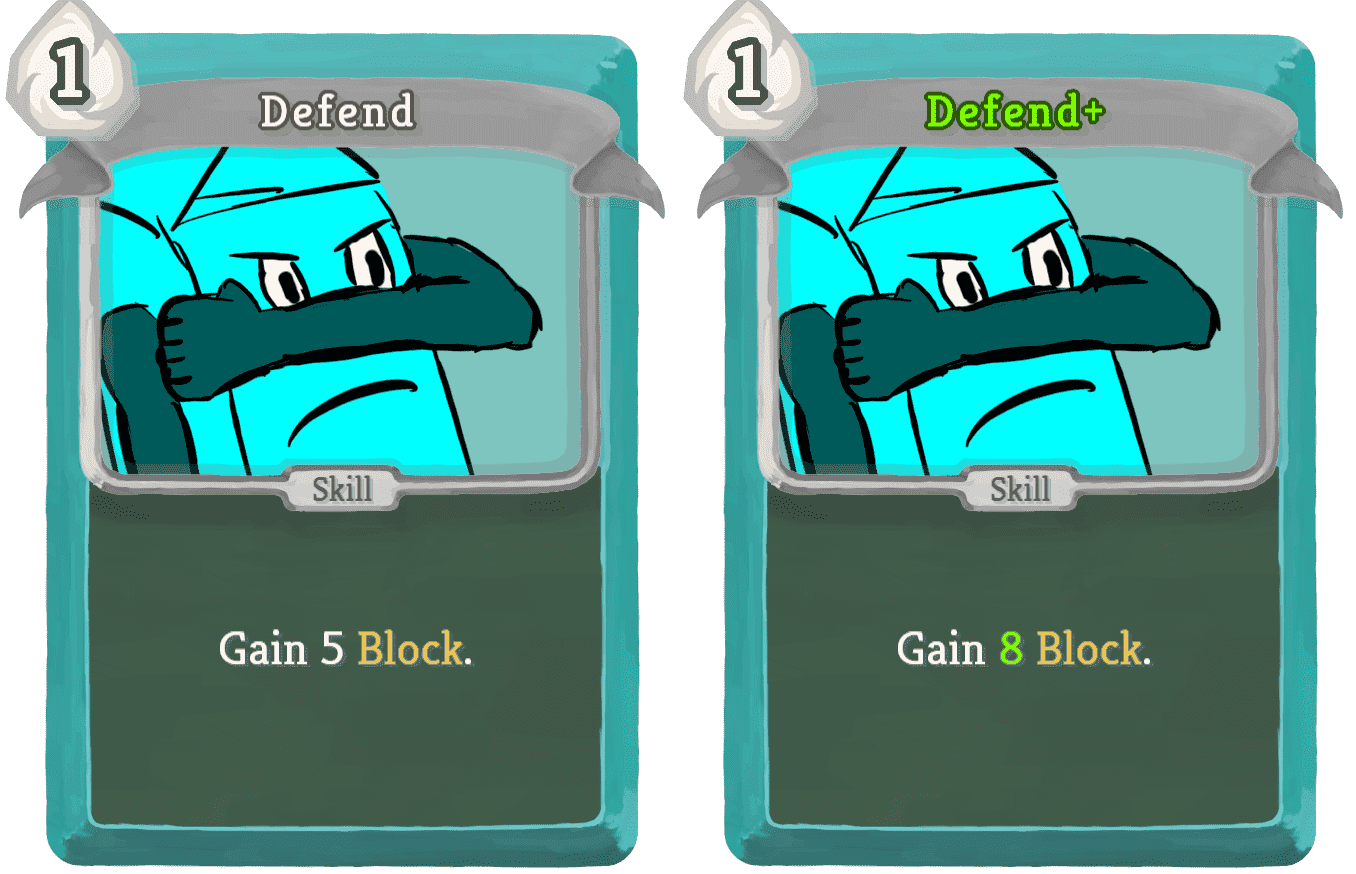 1
Defend
Skill
Gain 5 Block.
1
Defend+
Skill
Gain 8 Block.